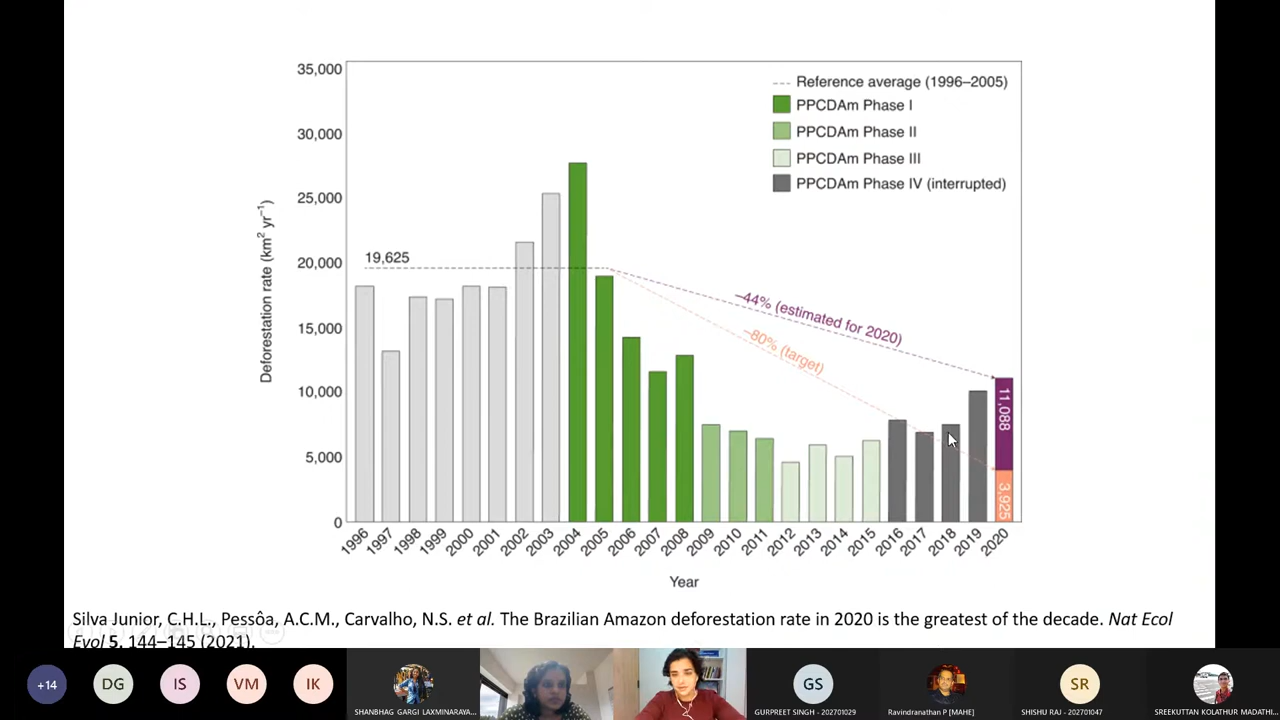 35,000
30,000
25,000
20,000
15,000
10,000
5,000
0
Deforestation rate (km² yr⁻¹)
19,625
Reference average (1996–2005)
PPCDAm Phase I
PPCDAm Phase II
PPCDAm Phase III
PPCDAm Phase IV (interrupted)
–44% (estimated for 2020)
–80% (target)
11,088
3,925
1996 1997 1998 1999 2000 2001 2002 2003 2004 2005 2006 2007 2008 2009 2010 2011 2012 2013 2014 2015 2016 2017 2018 2019 2020
Year
Silva Junior, C.H.L., Pessôa, A.C.M., Carvalho, N.S. et al. The Brazilian Amazon deforestation rate in 2020 is the greatest of the decade. Nat Ecol
Evol 5, 144–145 (2021).
+14 DG IS VM IK GS SR
SHANBHAG GARGI LAXMINARAYA... GURPREET SINGH - 202701029 Ravindranathan P [MAHE] SHISHU RAJ - 202701047 SREEKUTTAN KOLATHUR MADATHI...